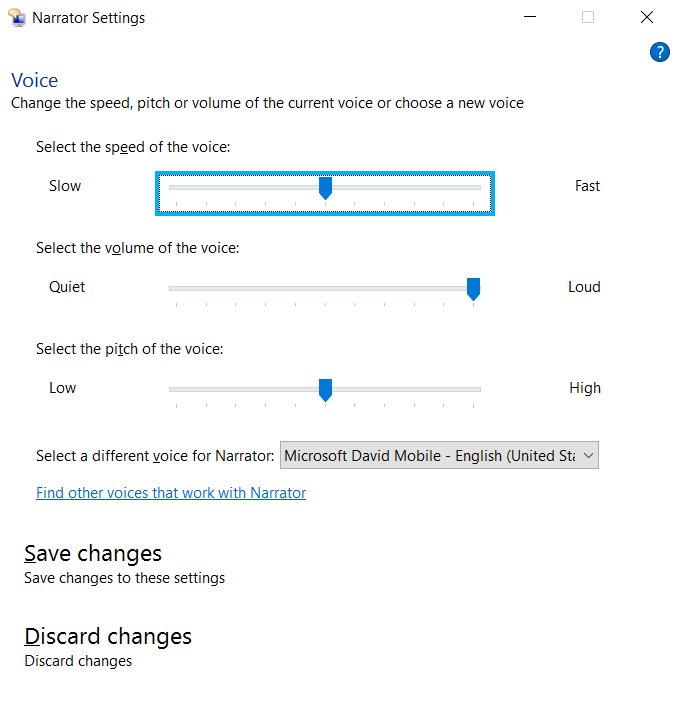 Narrator Settings
?
Voice
Change the speed, pitch or volume of the current voice or choose a new voice
Select the speed of the voice:
Slow
Fast
Select the volume of the voice:
Quiet
Loud
Select the pitch of the voice:
Low
High
Select a different voice for Narrator: Microsoft David Mobile - English (United
Find other voices that work with Narrator
Save changes
Save changes to these settings
Discard changes
Discard changes